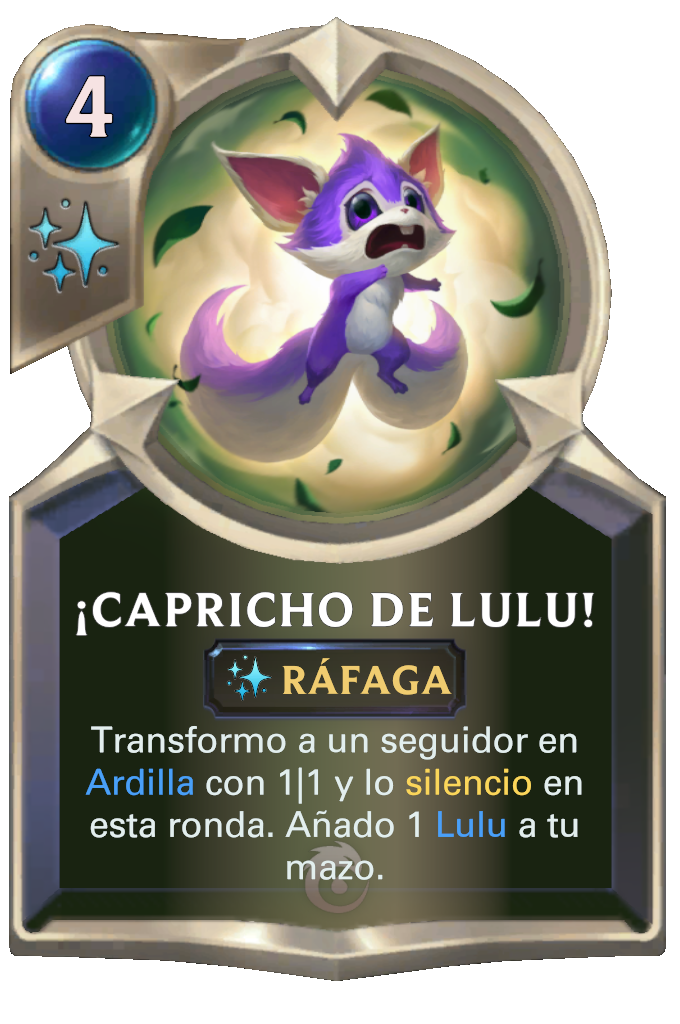 4
¡CAPRICHO DE LULU!
RÁFAGA
Transformo a un seguidor en
Ardilla con 1|1 y lo silencio en
esta ronda. Añado 1 Lulu a tu
mazo.